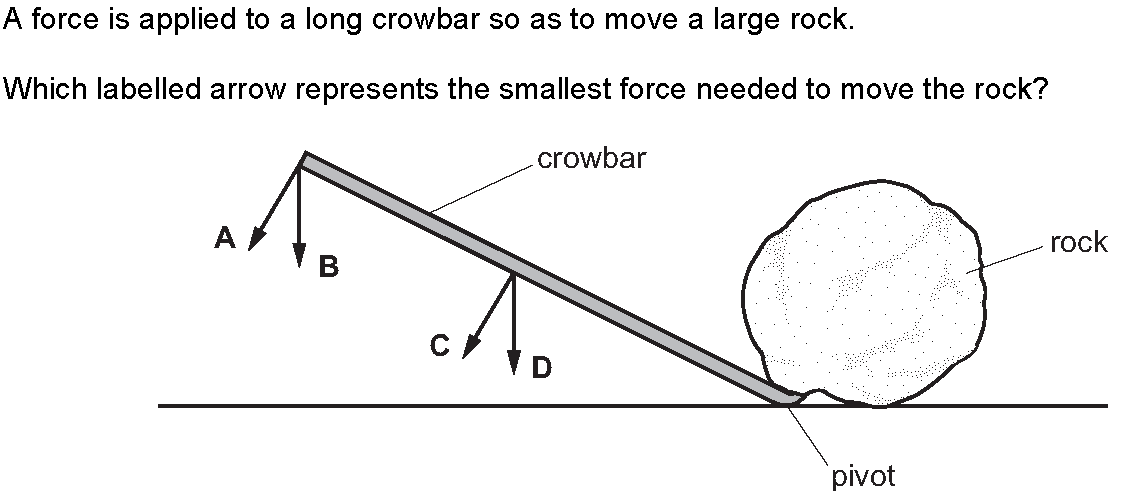 A force is applied to a long crowbar so as to move a large rock.
Which labelled arrow represents the smallest force needed to move the rock?
crowbar
A
B
rock
C
D
pivot